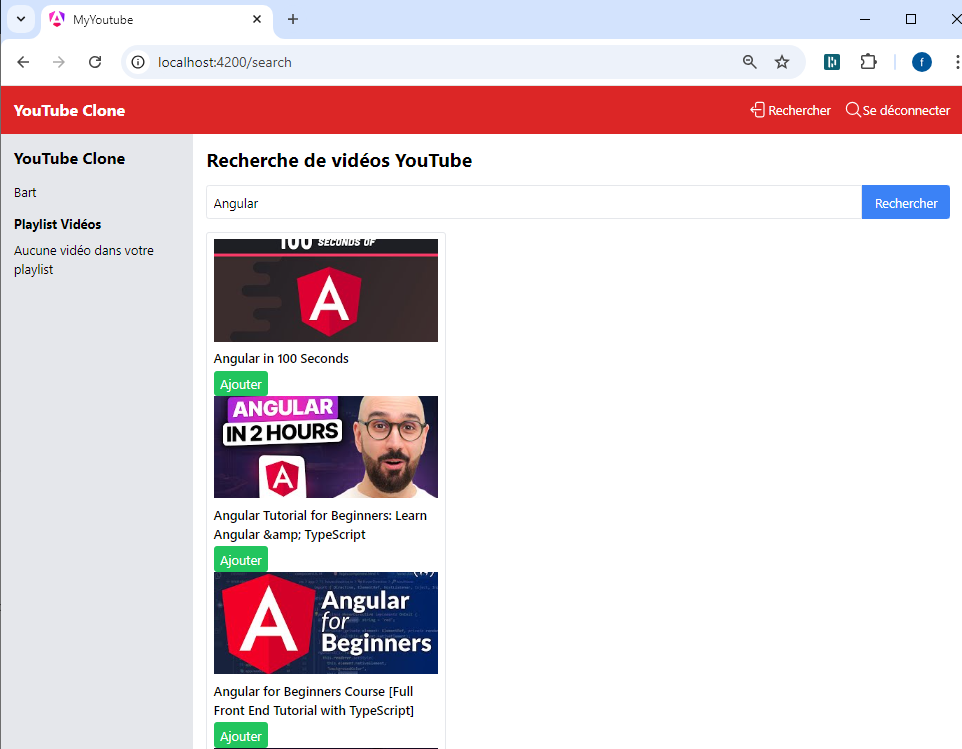 MyYoutube
localhost:4200/search
f
YouTube Clone
Rechercher
Se déconnecter
YouTube Clone
Bart
Playlist Vidéos
Aucune vidéo dans votre
playlist
Recherche de vidéos YouTube
Angular
Rechercher
100 SECONDS OF
A
Angular in 100 Seconds
Ajouter
ANGULAR
IN 2 HOURS
A
Angular Tutorial for Beginners: Learn
Angular &amp; TypeScript
Ajouter
A
Angular
for
Beginners
Angular for Beginners Course [Full
Front End Tutorial with TypeScript]
Ajouter